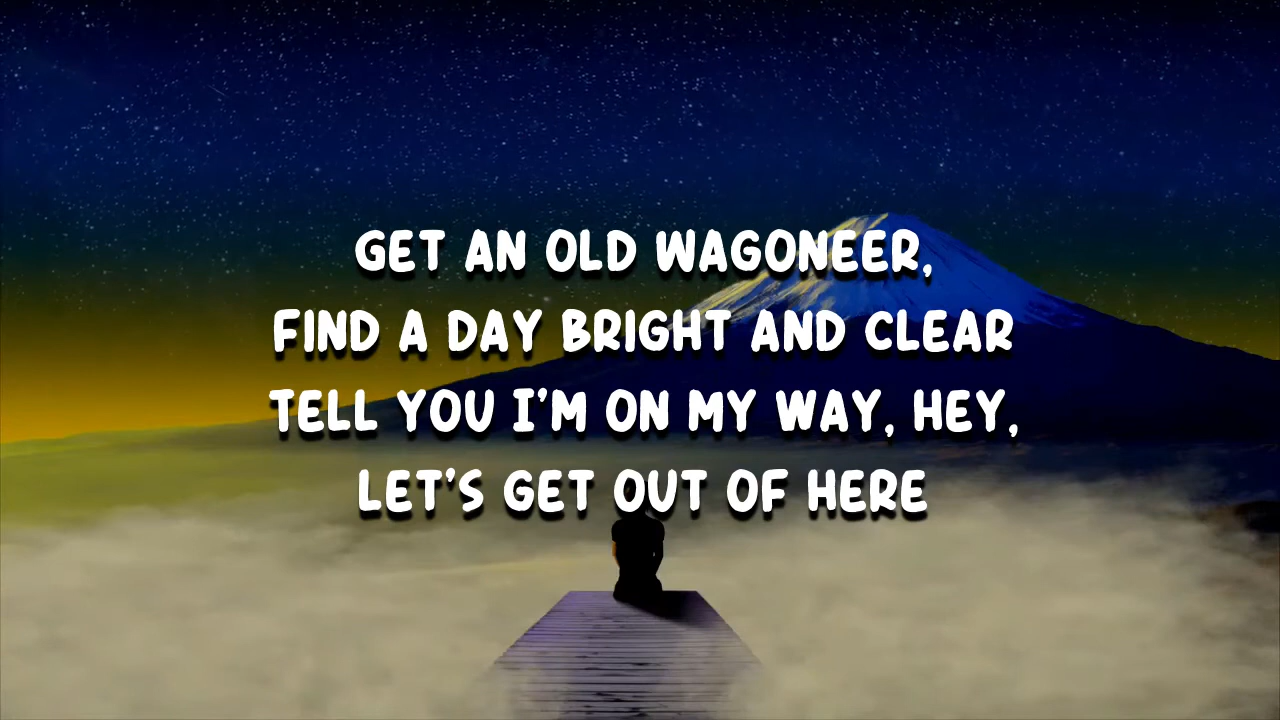 GET AN OLD WAGONEER,
FIND A DAY BRIGHT AND CLEAR
TELL YOU I'M ON MY WAY, HEY,
LET'S GET OUT OF HERE